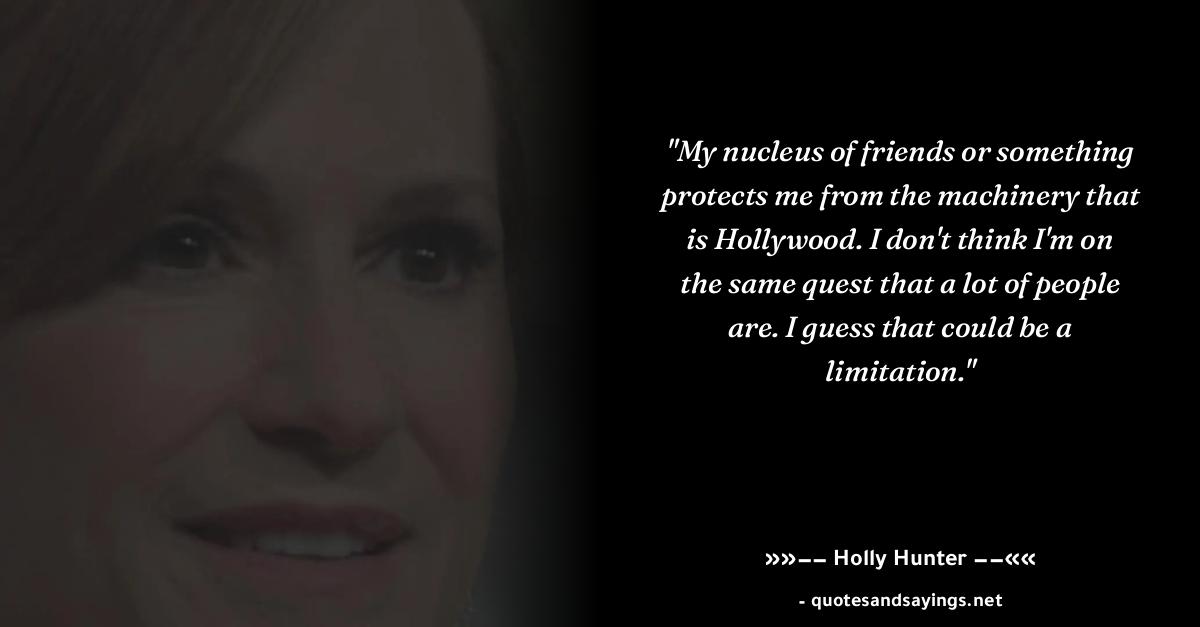 "My nucleus of friends or something
protects me from the machinery that
is Hollywood. I don't think I'm on
the same quest that a lot of people
are. I guess that could be a
limitation."
»»–– Holly Hunter ––««
- quotesandsayings.net